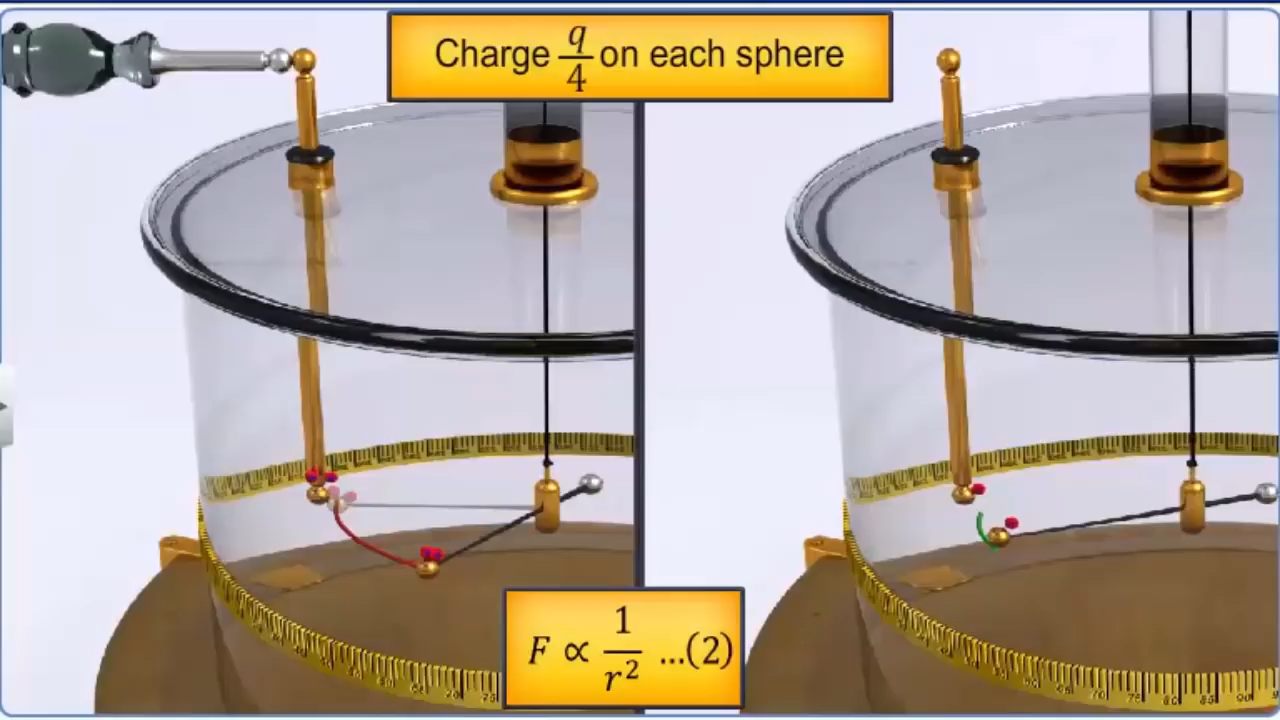 Charge q/4 on each sphere
F ∝ 1/r² ...(2)